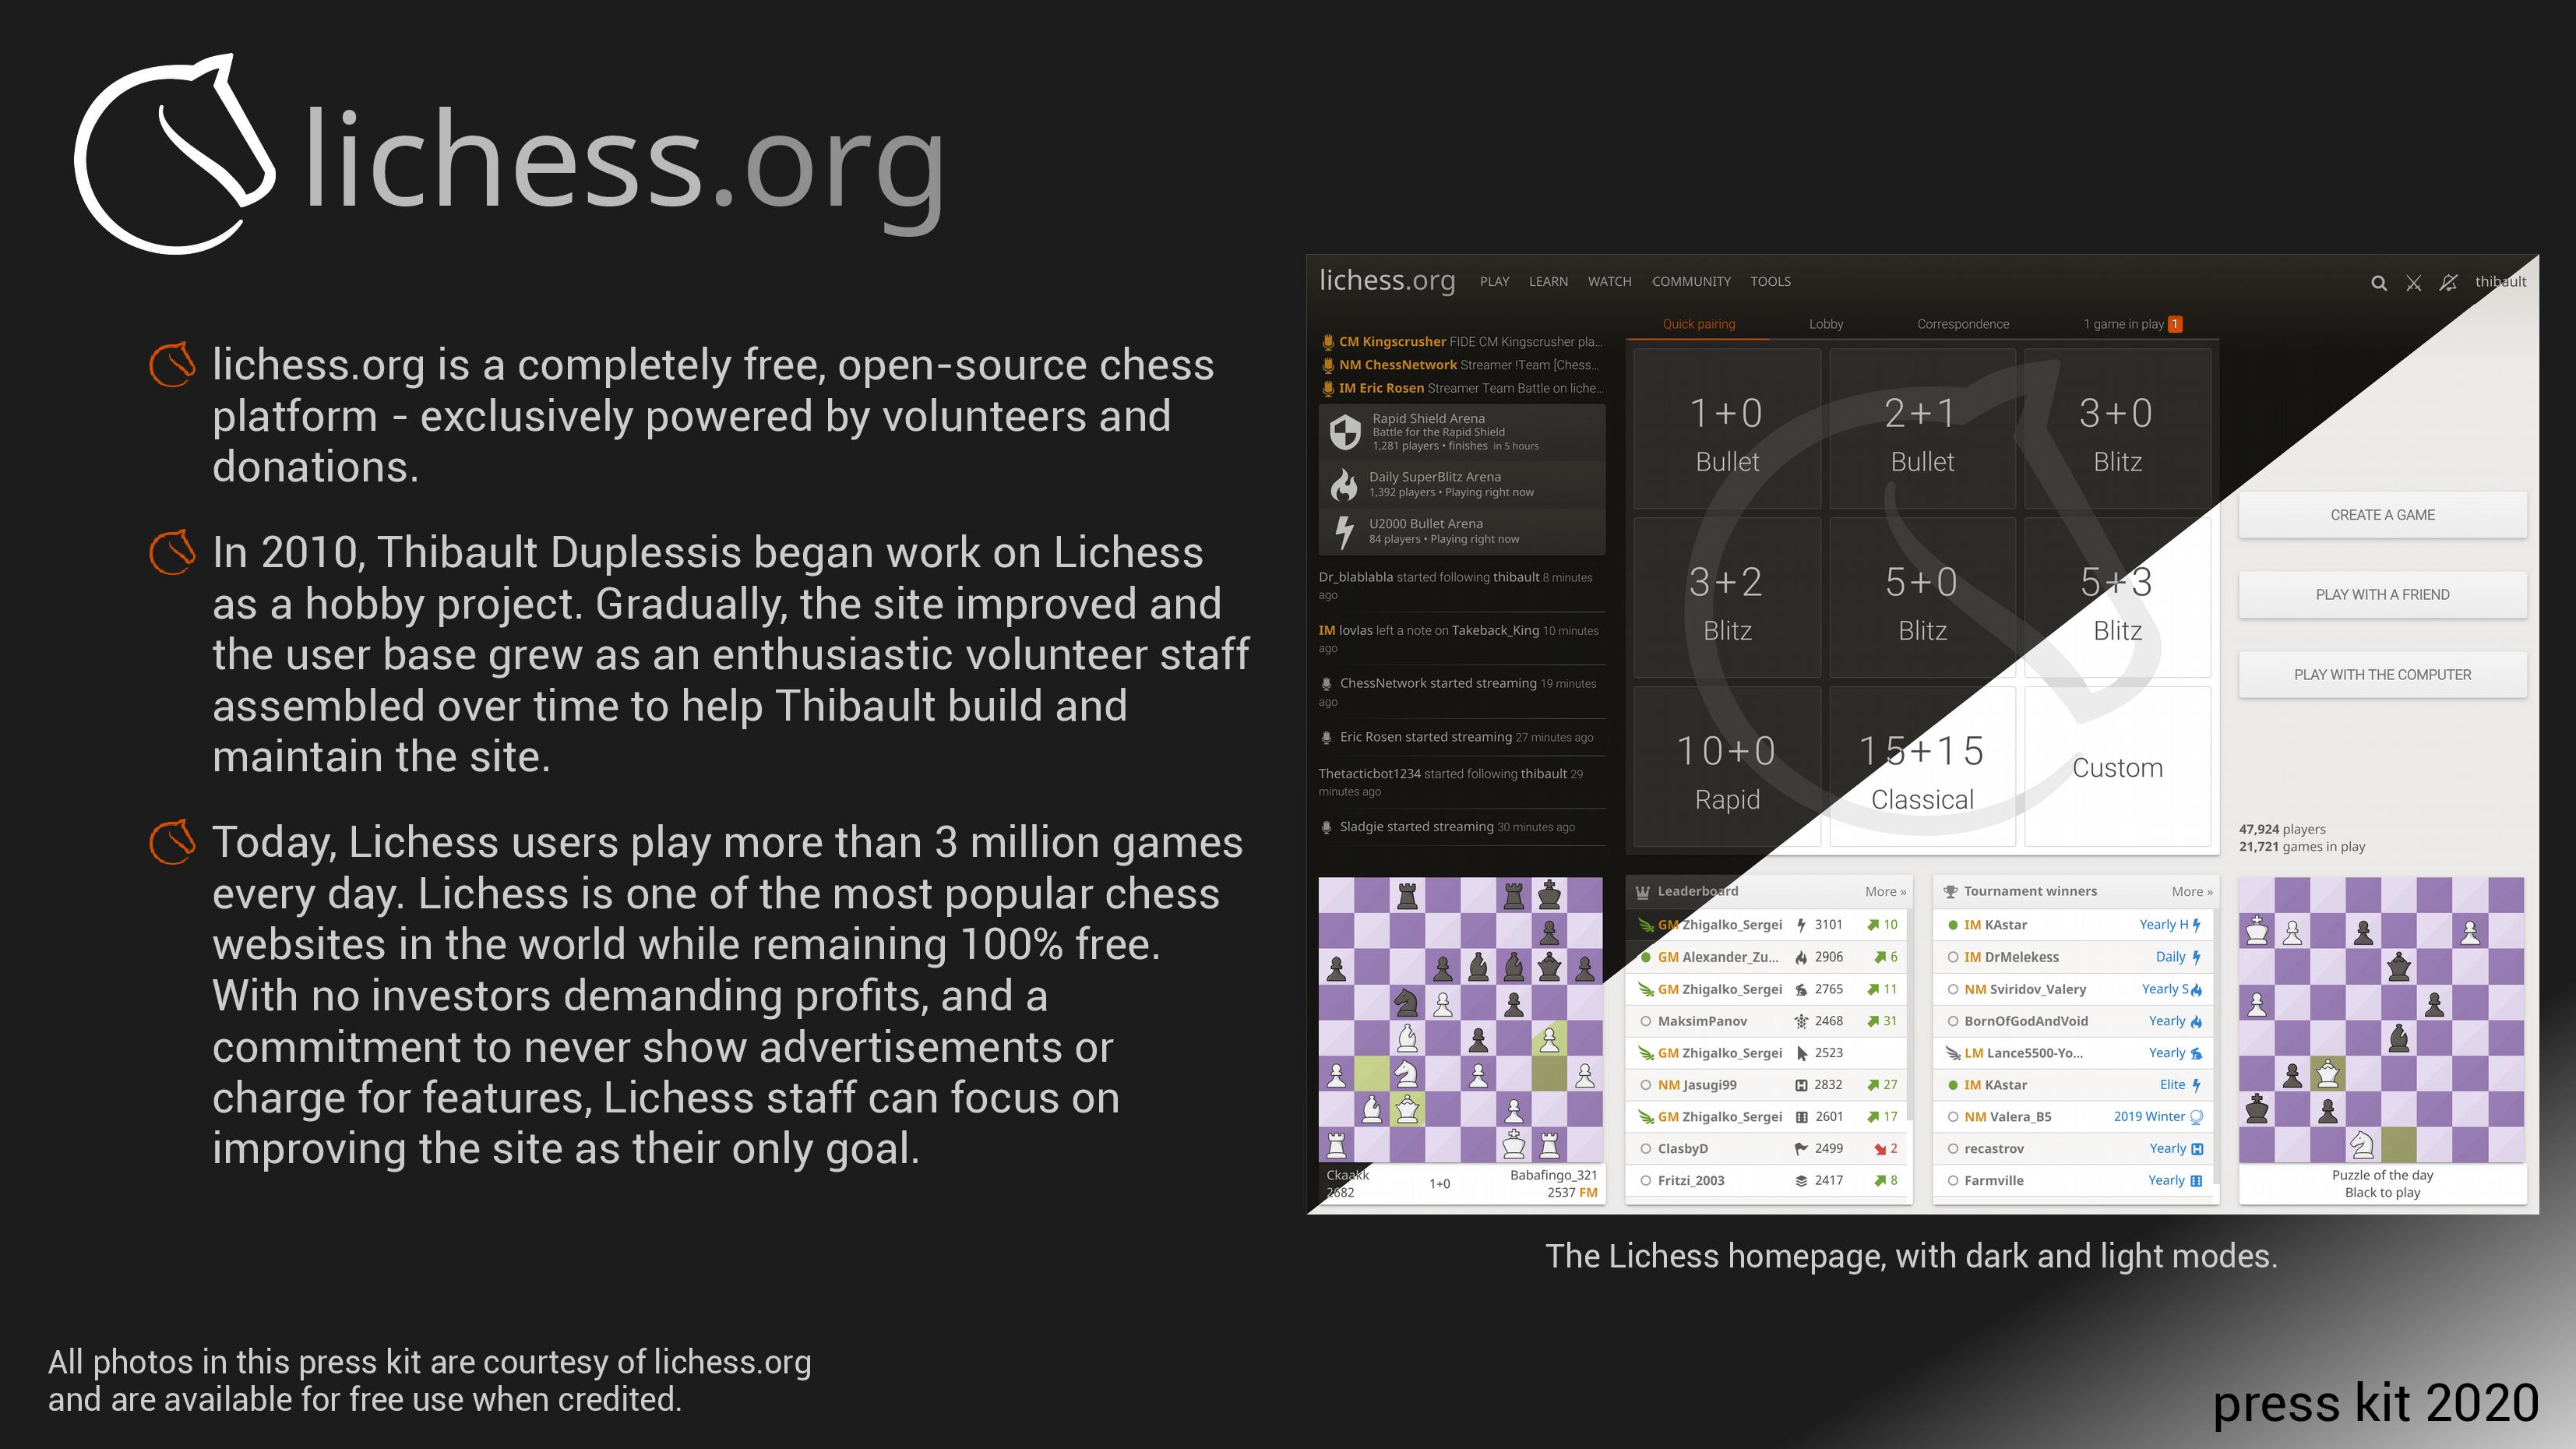 lichess.org
lichess.org is a completely free, open-source chess
platform - exclusively powered by volunteers and
donations.
In 2010, Thibault Duplessis began work on Lichess
as a hobby project. Gradually, the site improved and
the user base grew as an enthusiastic volunteer staff
assembled over time to help Thibault build and
maintain the site.
Today, Lichess users play more than 3 million games
every day. Lichess is one of the most popular chess
websites in the world while remaining 100% free.
With no investors demanding profits, and a
commitment to never show advertisements or
charge for features, Lichess staff can focus on
improving the site as their only goal.
lichess.org PLAY LEARN WATCH COMMUNITY TOOLS thibault
CM Kingscrusher FIDE CM Kingscrusher pla...
NM ChessNetwork Streamer !Team [Chess...
IM Eric Rosen Streamer Team Battle on liche...
Rapid Shield Arena
Battle for the Rapid Shield
1,281 players • finishes in 5 hours
Daily SuperBlitz Arena
1,392 players • Playing right now
U2000 Bullet Arena
84 players • Playing right now
Dr_blablabla started following thibault 8 minutes
ago
IM lovlas left a note on Takeback_King 10 minutes
ago
ChessNetwork started streaming 19 minutes
ago
Eric Rosen started streaming 27 minutes ago
Thetacticbot1234 started following thibault 29
minutes ago
Sladgie started streaming 30 minutes ago
Quick pairing Lobby Correspondence 1 game in play 1
1+0 2+1 3+0
Bullet Bullet Blitz
3+2 5+0 5+3
Blitz Blitz Blitz
10+0 15+15 Custom
Rapid Classical
CREATE A GAME
PLAY WITH A FRIEND
PLAY WITH THE COMPUTER
47,924 players
21,721 games in play
Ckaakk 1+0 Babafingo_321
2682 2537 FM
Leaderboard More »
GM Zhigalko_Sergei 3101 10
GM Alexander_Zu... 2906 6
GM Zhigalko_Sergei 2765 11
MaksimPanov 2468 31
GM Zhigalko_Sergei 2523
NM Jasugi99 2832 27
GM Zhigalko_Sergei 2601 17
ClasbyD 2499 2
Fritzi_2003 2417 8
Tournament winners More »
IM KAstar Yearly H
IM DrMelekess Daily
NM Sviridov_Valery Yearly S
BornOfGodAndVoid Yearly
LM Lance5500-Yo... Yearly
IM KAstar Elite
NM Valera_B5 2019 Winter
recastrov Yearly
Farmville Yearly
Puzzle of the day
Black to play
The Lichess homepage, with dark and light modes.
All photos in this press kit are courtesy of lichess.org
and are available for free use when credited.
press kit 2020